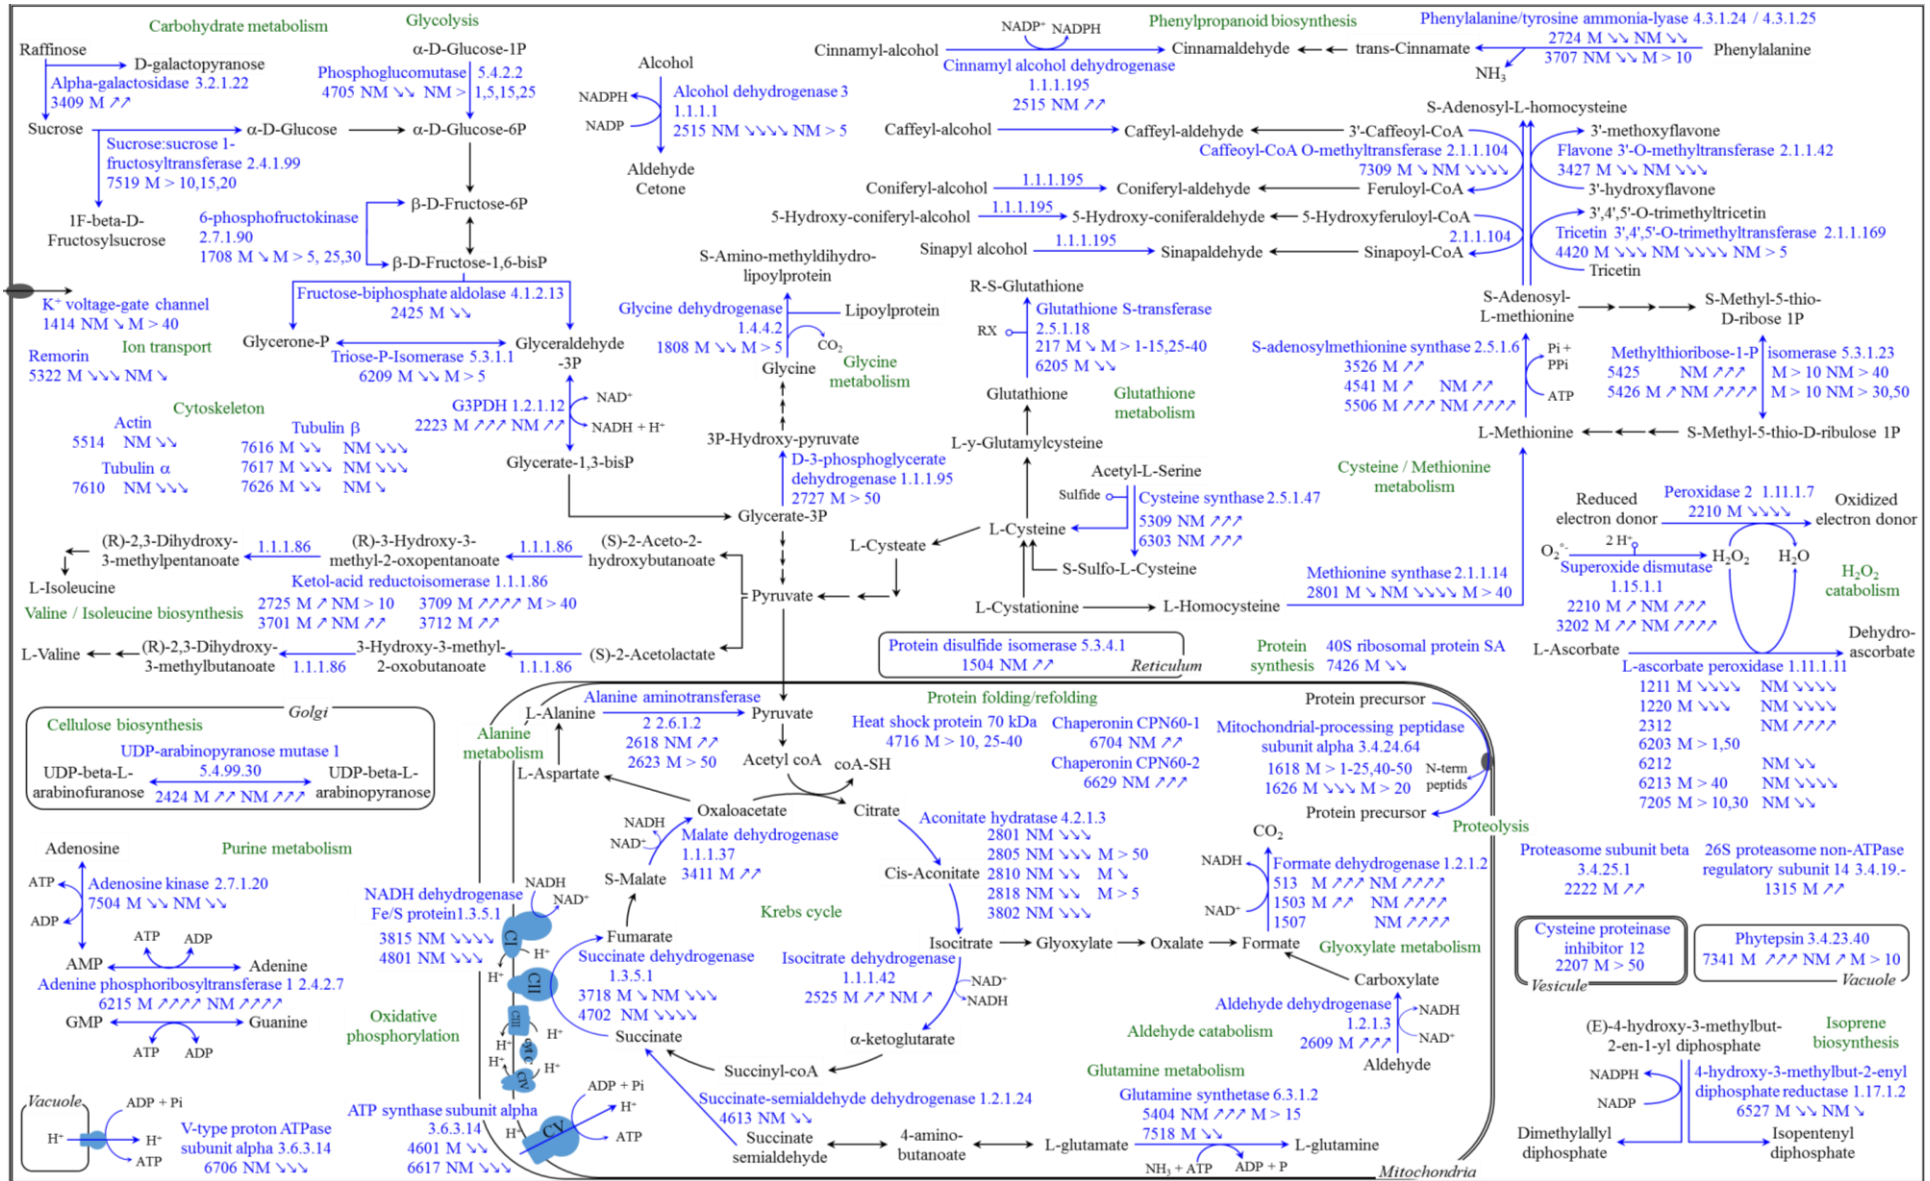 Carbohydrate metabolism
Raffinose
D-galactopyranose
Alpha-galactosidase 3.2.1.22
3409 M ↗↗
Sucrose
α-D-Glucose
Sucrose:sucrose 1-
fructosyltransferase 2.4.1.99
7519 M > 10,15,20
1F-beta-D-
Fructosylsucrose
Glycolysis
α-D-Glucose-1P
Phosphoglucomutase 5.4.2.2
4705 NM ↘↘ NM > 1,5,15,25
α-D-Glucose-6P
β-D-Fructose-6P
6-phosphofructokinase
2.7.1.90
1708 M ↘ M > 5, 25,30
β-D-Fructose-1,6-bisP
Fructose-biphosphate aldolase 4.1.2.13
2425 M ↘↘
Glycerone-P
Glyceraldehyde
-3P
Triose-P-Isomerase 5.3.1.1
6209 M ↘↘ M > 5
G3PDH 1.2.1.12
2223 M ↗↗↗ NM ↗↗
NAD⁺
NADH + H⁺
Glycerate-1,3-bisP
Glycerate-3P
K⁺ voltage-gate channel
1414 NM ↘ M > 40
Ion transport
Remorin
5322 M ↘↘↘ NM ↘
Cytoskeleton
Actin
5514 NM ↘↘
Tubulin α
7610 NM ↘↘↘
Tubulin β
7616 M ↘↘ NM ↘↘↘
7617 M ↘↘↘ NM ↘↘↘
7626 M ↘↘ NM ↘
Alcohol
NADPH
NADP
Alcohol dehydrogenase 3
1.1.1.1
2515 NM ↘↘↘↘ NM > 5
Aldehyde
Cetone
S-Amino-methyldihydro-
lipoylprotein
Glycine dehydrogenase
1.4.4.2
1808 M ↘↘ M > 5
Lipoylprotein
CO₂
Glycine
Glycine
metabolism
3P-Hydroxy-pyruvate
D-3-phosphoglycerate
dehydrogenase 1.1.1.95
2727 M > 50
Phenylpropanoid biosynthesis
Cinnamyl-alcohol
NADP⁺ NADPH
Cinnamaldehyde
trans-Cinnamate
Phenylalanine
Cinnamyl alcohol dehydrogenase
1.1.1.195
2515 NM ↗↗
Phenylalanine/tyrosine ammonia-lyase 4.3.1.24 / 4.3.1.25
2724 M ↘↘ NM ↘↘
3707 NM ↘↘ M > 10
NH₃
Caffeyl-alcohol
Caffeyl-aldehyde
3'-Caffeoyl-CoA
Caffeoyl-CoA O-methyltransferase 2.1.1.104
7309 M ↘ NM ↘↘↘↘
Coniferyl-alcohol
1.1.1.195
Coniferyl-aldehyde
Feruloyl-CoA
5-Hydroxy-coniferyl-alcohol
1.1.1.195
5-Hydroxy-coniferaldehyde
5-Hydroxyferuloyl-CoA
Sinapyl alcohol
1.1.1.195
Sinapaldehyde
Sinapoyl-CoA
2.1.1.104
S-Adenosyl-L-homocysteine
3'-methoxyflavone
Flavone 3'-O-methyltransferase 2.1.1.42
3427 M ↘↘ NM ↘↘↘
3'-hydroxyflavone
3',4',5'-O-trimethyltricetin
Tricetin 3',4',5'-O-trimethyltransferase 2.1.1.169
4420 M ↘↘↘ NM ↘↘↘↘ NM > 5
Tricetin
S-Adenosyl-
L-methionine
S-Methyl-5-thio-
D-ribose 1P
R-S-Glutathione
RX
Glutathione S-transferase
2.5.1.18
217 M ↘ M > 1-15,25-40
6205 M ↘↘
Glutathione
Glutathione
metabolism
L-y-Glutamylcysteine
S-adenosylmethionine synthase 2.5.1.6
3526 M ↗↗
4541 M ↗ NM ↗↗
5506 M ↗↗↗ NM ↗↗↗↗
Pi +
PPi
ATP
Methylthioribose-1-P isomerase 5.3.1.23
5425 NM ↗↗↗ M > 10 NM > 40
5426 M ↗ NM ↗↗↗↗ M > 10 NM > 30,50
L-Methionine
S-Methyl-5-thio-D-ribulose 1P
Acetyl-L-Serine
Sulfide
Cysteine synthase 2.5.1.47
5309 NM ↗↗↗
6303 NM ↗↗↗
Cysteine / Methionine
metabolism
L-Cysteine
L-Cysteate
S-Sulfo-L-Cysteine
L-Cystationine
L-Homocysteine
Methionine synthase 2.1.1.14
2801 M ↘ NM ↘↘↘↘ M > 40
Reduced
electron donor
Peroxidase 2 1.11.1.7
2210 M ↘↘↘↘
Oxidized
electron donor
O₂°⁻
2 H⁺
H₂O₂
H₂O
Superoxide dismutase
1.15.1.1
2210 M ↗ NM ↗↗↗
3202 M ↗↗ NM ↗↗↗↗
H₂O₂
catabolism
L-Ascorbate
Dehydro-
ascorbate
L-ascorbate peroxidase 1.11.1.11
1211 M ↘↘↘↘ NM ↘↘↘↘
1220 M ↘↘↘ NM ↘↘↘↘
2312 NM ↗↗↗↗
6203 M > 1,50
6212 NM ↘↘
6213 M > 40 NM ↘↘↘↘
7205 M > 10,30 NM ↘↘
(R)-2,3-Dihydroxy-
3-methylpentanoate
1.1.1.86
(R)-3-Hydroxy-3-
methyl-2-oxopentanoate
1.1.1.86
(S)-2-Aceto-2-
hydroxybutanoate
L-Isoleucine
Ketol-acid reductoisomerase 1.1.1.86
2725 M ↗ NM > 10 3709 M ↗↗↗↗ M > 40
3701 M ↗ NM ↗↗ 3712 M ↗↗
Valine / Isoleucine biosynthesis
Pyruvate
L-Valine
(R)-2,3-Dihydroxy-
3-methylbutanoate
1.1.1.86
3-Hydroxy-3-methyl-
2-oxobutanoate
1.1.1.86
(S)-2-Acetolactate
Protein disulfide isomerase 5.3.4.1
1504 NM ↗↗
Reticulum
Protein
synthesis
40S ribosomal protein SA
7426 M ↘↘
Golgi
Cellulose biosynthesis
UDP-arabinopyranose mutase 1
5.4.99.30
UDP-beta-L-
arabinofuranose
UDP-beta-L-
arabinopyranose
2424 M ↗↗ NM ↗↗↗
Alanine
metabolism
L-Alanine
Alanine aminotransferase
2 2.6.1.2
2618 NM ↗↗
2623 M > 50
Pyruvate
L-Aspartate
Acetyl coA
coA-SH
Protein folding/refolding
Heat shock protein 70 kDa
4716 M > 10, 25-40
Chaperonin CPN60-1
6704 NM ↗↗
Chaperonin CPN60-2
6629 NM ↗↗↗
Protein precursor
Mitochondrial-processing peptidase
subunit alpha 3.4.24.64
1618 M > 1-25,40-50
1626 M ↘↘↘ M > 20
N-term
peptids
Protein precursor
Proteolysis
Oxaloacetate
Citrate
NADH
NAD⁺
Malate dehydrogenase
1.1.1.37
3411 M ↗↗
S-Malate
Krebs cycle
Aconitate hydratase 4.2.1.3
2801 NM ↘↘↘
2805 NM ↘↘↘ M > 50
2810 NM ↘↘ M ↘
2818 NM ↘↘ M > 5
3802 NM ↘↘↘
Cis-Aconitate
CO₂
NADH
NAD⁺
Formate dehydrogenase 1.2.1.2
513 M ↗↗↗ NM ↗↗↗↗
1503 M ↗↗ NM ↗↗↗↗
1507 NM ↗↗↗↗
Isocitrate
Glyoxylate
Oxalate
Formate
Glyoxylate metabolism
Fumarate
Succinate dehydrogenase
1.3.5.1
3718 M ↘ NM ↘↘↘
4702 NM ↘↘↘↘
Isocitrate dehydrogenase
1.1.1.42
2525 M ↗↗ NM ↗
NAD⁺
NADH
Succinate
α-ketoglutarate
Succinyl-coA
Carboxylate
Aldehyde dehydrogenase
1.2.1.3
2609 M ↗↗↗
NADH
NAD⁺
Aldehyde
Aldehyde catabolism
Glutamine metabolism
Glutamine synthetase 6.3.1.2
5404 NM ↗↗↗ M > 15
7518 M ↘↘
Succinate-semialdehyde dehydrogenase 1.2.1.24
4613 NM ↘↘
Succinate
semialdehyde
4-amino-
butanoate
L-glutamate
L-glutamine
NH₃ + ATP
ADP + P
Mitochondria
Purine metabolism
Adenosine
ATP
ADP
Adenosine kinase 2.7.1.20
7504 M ↘↘ NM ↘↘
ATP
ADP
AMP
Adenine
Adenine phosphoribosyltransferase 1 2.4.2.7
6215 M ↗↗↗↗ NM ↗↗↗↗
GMP
Guanine
ATP
ADP
NADH dehydrogenase
Fe/S protein1.3.5.1
3815 NM ↘↘↘↘
4801 NM ↘↘↘
NADH
NAD⁺
CI
H⁺
H⁺
CII
CIII
H⁺
H⁺
cyt c
H⁺
H⁺
CIV
Oxidative
phosphorylation
ATP synthase subunit alpha
3.6.3.14
4601 M ↘↘
6617 NM ↘↘↘
H⁺
CV
ADP + Pi
H⁺
ATP
Vacuole
H⁺
ADP + Pi
H⁺
ATP
V-type proton ATPase
subunit alpha 3.6.3.14
6706 NM ↘↘↘
Proteasome subunit beta
3.4.25.1
2222 M ↗↗
26S proteasome non-ATPase
regulatory subunit 14 3.4.19.-
1315 M ↗↗
Cysteine proteinase
inhibitor 12
2207 M > 50
Vesicule
Phytepsin 3.4.23.40
7341 M ↗↗↗ NM ↗ M > 10
Vacuole
(E)-4-hydroxy-3-methylbut-
2-en-1-yl diphosphate
Isoprene
biosynthesis
NADPH
NADP
4-hydroxy-3-methylbut-2-enyl
diphosphate reductase 1.17.1.2
6527 M ↘↘ NM ↘
Dimethylallyl
diphosphate
Isopentenyl
diphosphate